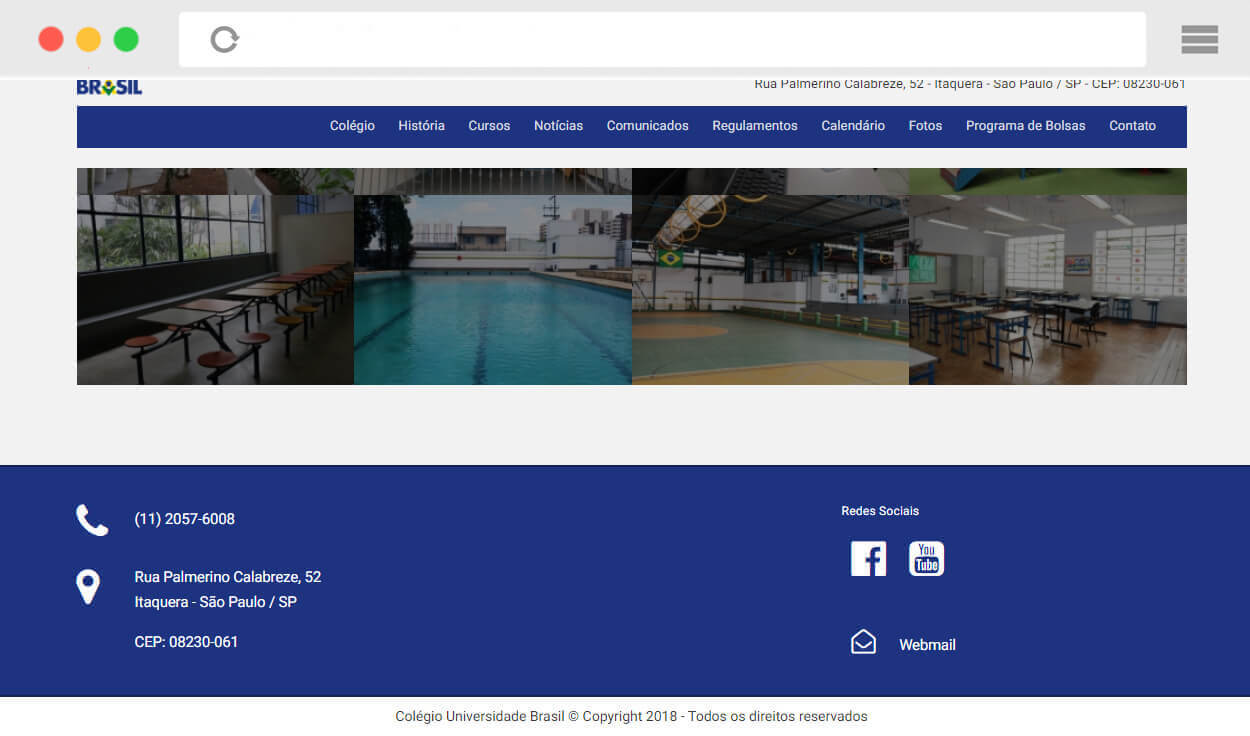 BRASIL
Rua Palmerino Calabreze, 52 - Itaquera - São Paulo / SP - CEP: 08230-061
Colégio História Cursos Notícias Comunicados Regulamentos Calendário Fotos Programa de Bolsas Contato
(11) 2057-6008
Rua Palmerino Calabreze, 52
Itaquera - São Paulo / SP
CEP: 08230-061
Redes Sociais
You
Tube
Webmail
Colégio Universidade Brasil © Copyright 2018 - Todos os direitos reservados